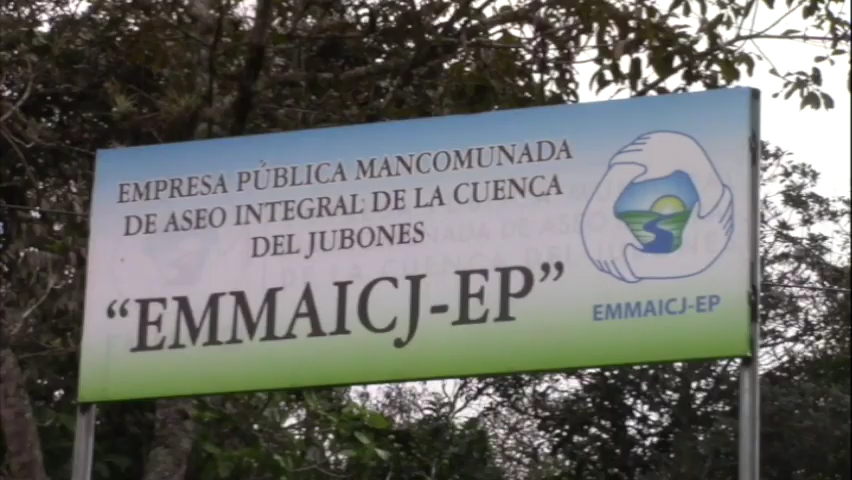 EMPRESA PÚBLICA MANCOMUNADA
DE ASEO INTEGRAL DE LA CUENCA
DEL JUBONES
"EMMAICJ-EP"
EMMAICJ-EP